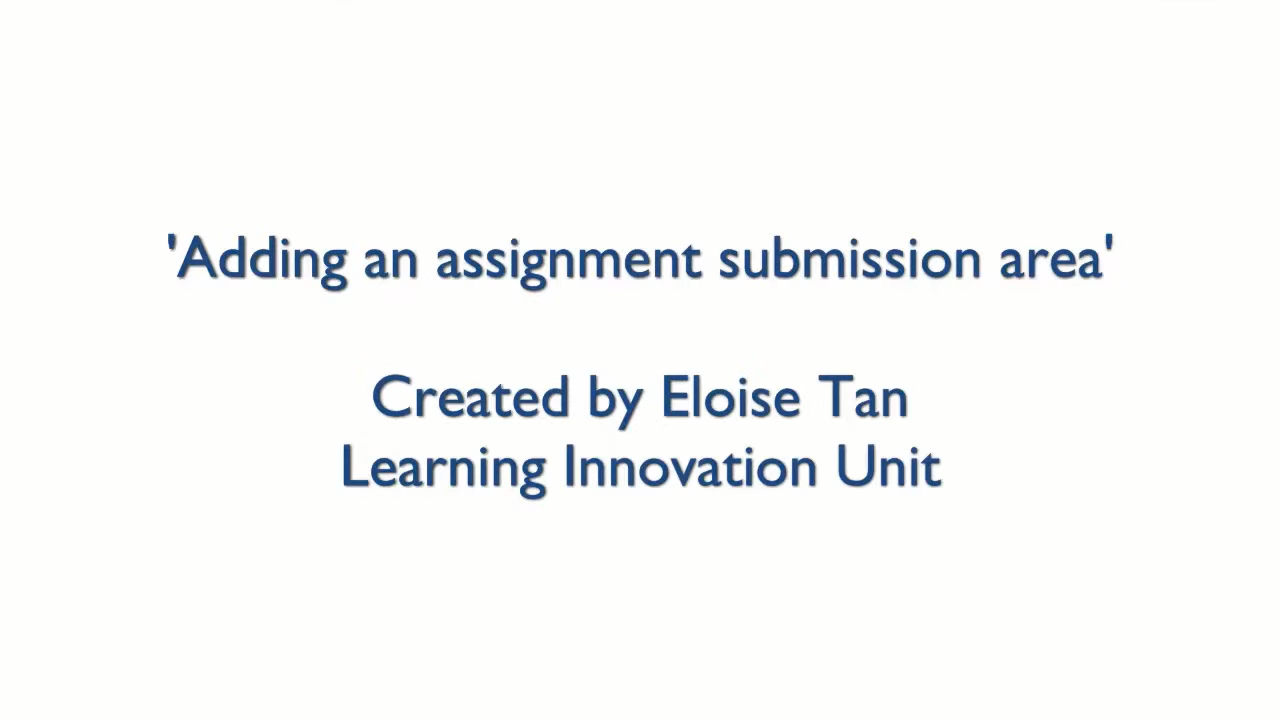 'Adding an assignment submission area'
Created by Eloise Tan
Learning Innovation Unit